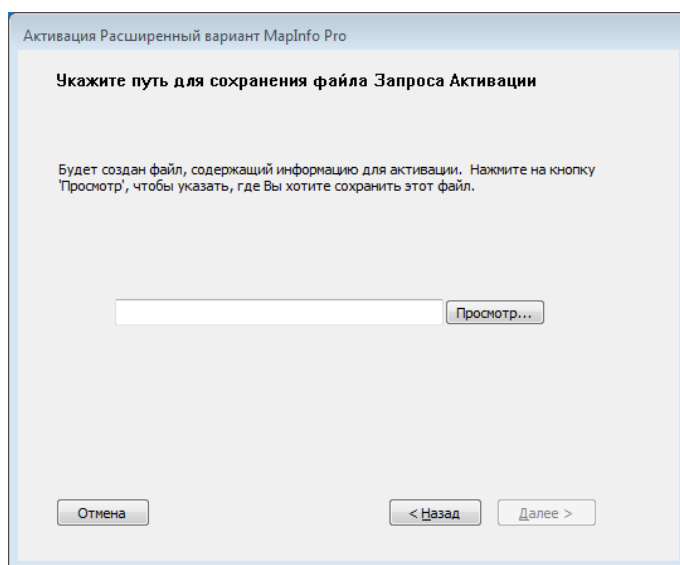 Активация Расширенный вариант MapInfo Pro
Укажите путь для сохранения файла Запроса Активации
Будет создан файл, содержащий информацию для активации. Нажмите на кнопку
'Просмотр', чтобы указать, где Вы хотите сохранить этот файл.
Просмотр...
Отмена
< Назад
Далее >